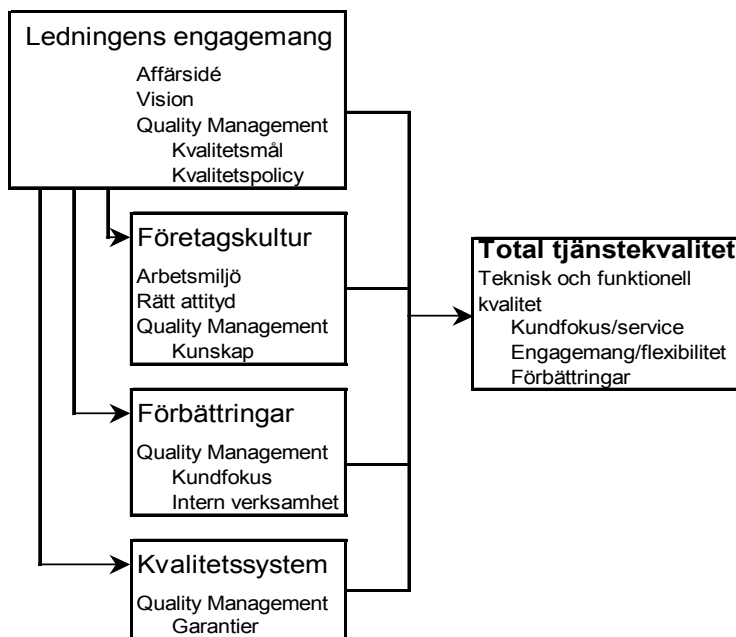 Ledningens engagemang
Affärsidé
Vision
Quality Management
Kvalitetsmål
Kvalitetspolicy
Företagskultur
Arbetsmiljö
Rätt attityd
Quality Management
Kunskap
Förbättringar
Quality Management
Kundfokus
Intern verksamhet
Kvalitetssystem
Quality Management
Garantier
Total tjänstekvalitet
Teknisk och funktionell
kvalitet
Kundfokus/service
Engagemang/flexibilitet
Förbättringar